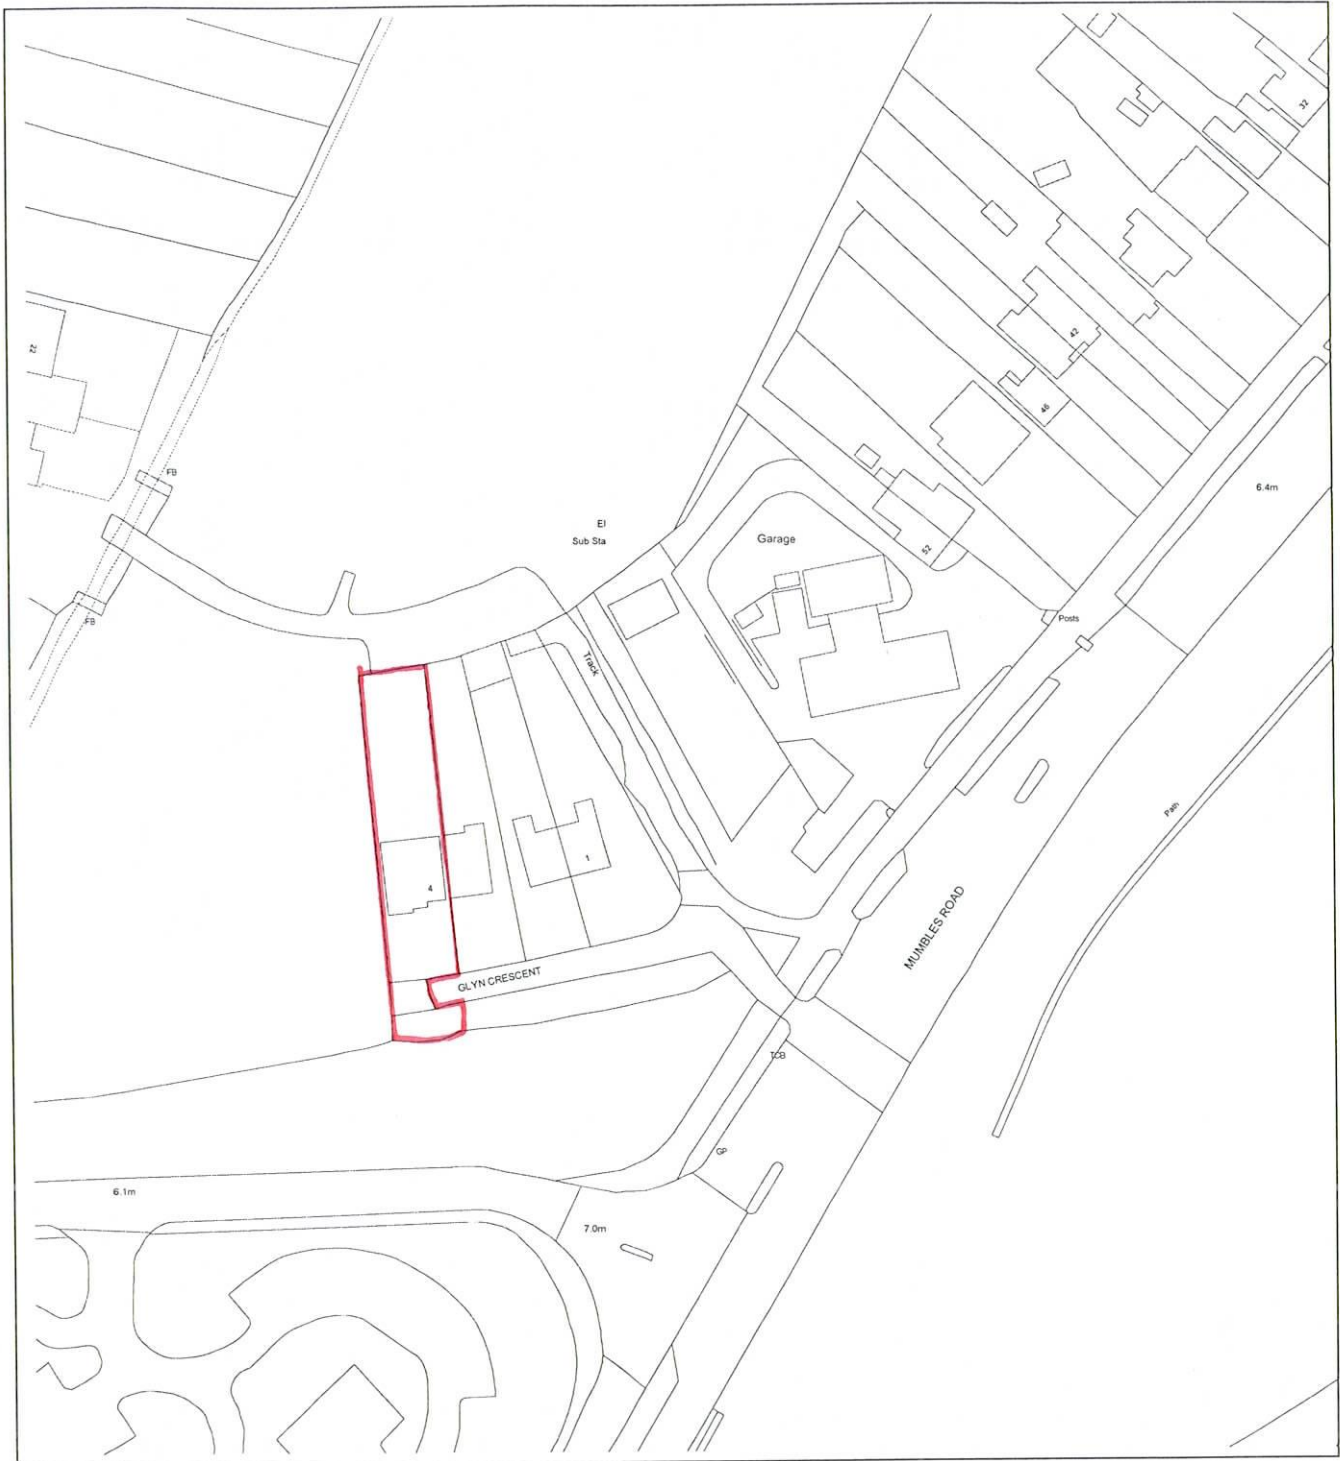 32
22
42
46
FB
6.4m
El
Sub Sta
Garage
52
FB
Posts
Track
Path
1
4
MUMBLES ROAD
GLYN CRESCENT
TCB
GP
6.1m
7.0m